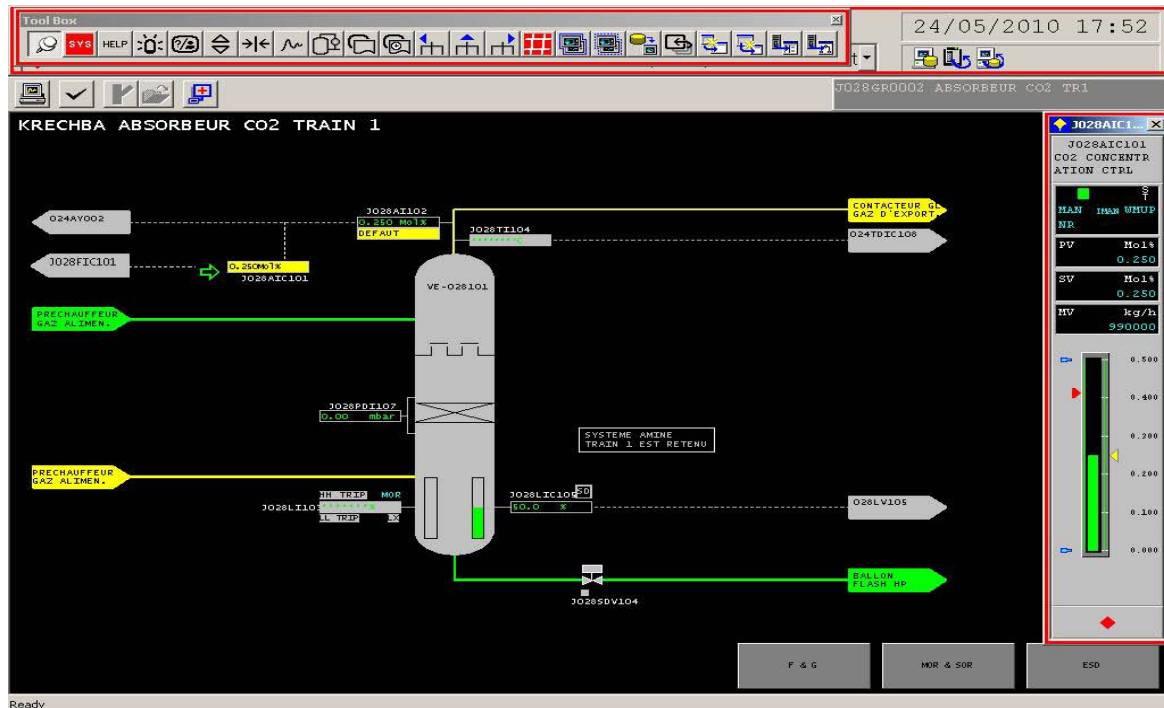 Tool Box
24/05/2010 17:52
SYS HELP
J028GR0002 ABSORBEUR CO2 TR1
KRECHBA ABSORBEUR CO2 TRAIN 1
J028AIC1...
J028AIC101
CO2 CONCENTR
ATION CTRL
MAN IMAN WMUP
NR
PV Mol%
0.250
SV Mol%
0.250
MV kg/h
990000
0.500
0.400
0.200
0.200
0.100
0.000
024AY002
J028AI102
0.250 Mol%
DEFAUT
CONTACTEUR GL
GAZ D'EXPORT.
J028TI104
024TDIC108
J028FIC101
0.250Mol%
J028AIC101
VE-028101
PRECHAUFFEUR
GAZ ALIMEN.
J028PDI107
0.00 mbar
SYSTEME AMINE
TRAIN 1 EST RETENU
PRECHAUFFEUR
GAZ ALIMEN.
HH TRIP MOR
J028LI103
LL TRIP
J028LIC105 SD
50.0 %
028LV105
BALLON
FLASH HP
J028SDV104
F & G
MOR & SOR
ESD
Ready